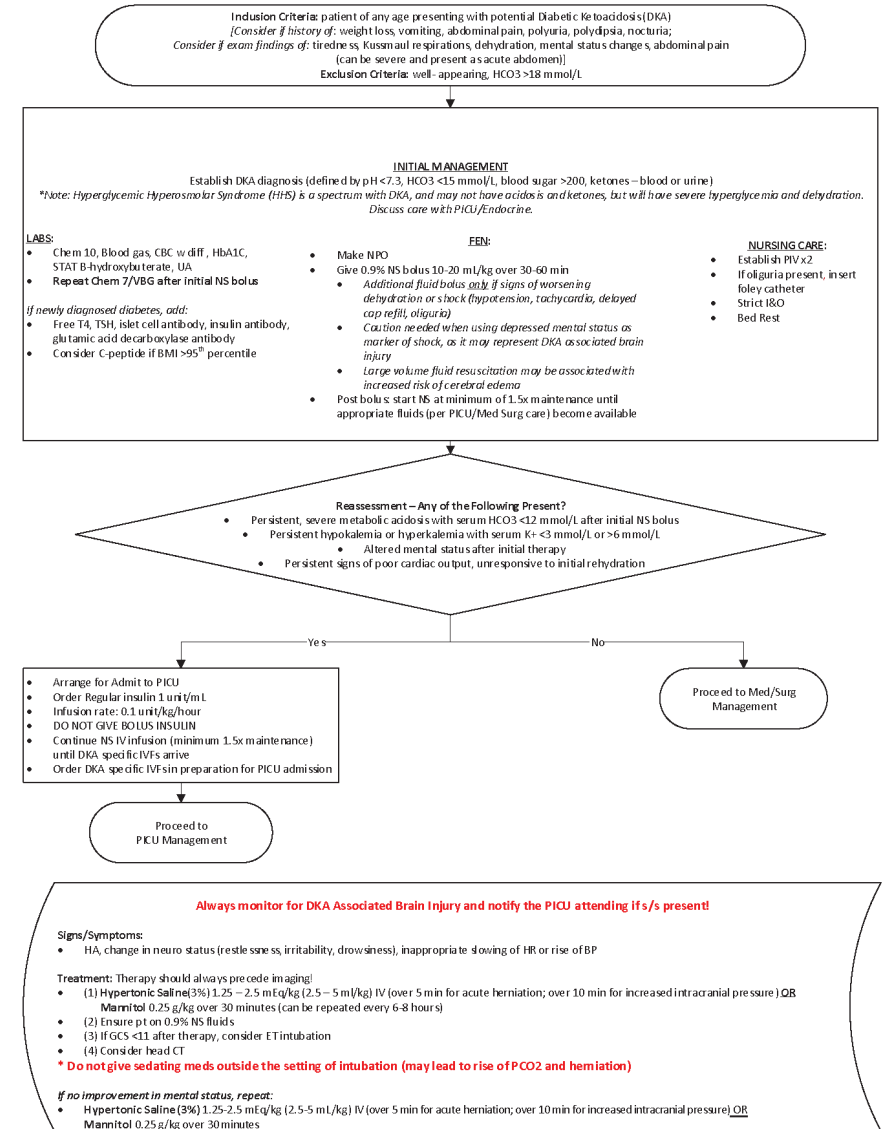 Inclusion Criteria: patient of any age presenting with potential Diabetic Ketoacidosis (DKA)
[Consider if history of: weight loss, vomiting, abdominal pain, polyuria, polydipsia, nocturia;
Consider if exam findings of: tiredness, Kussmaul respirations, dehydration, mental status changes, abdominal pain
(can be severe and present as acute abdomen)]
Exclusion Criteria: well- appearing, HCO3 >18 mmol/L
INITIAL MANAGEMENT
Establish DKA diagnosis (defined by pH <7.3, HCO3 <15 mmol/L, blood sugar >200, ketones – blood or urine)
*Note: Hyperglycemic Hyperosmolar Syndrome (HHS) is a spectrum with DKA, and may not have acidosis and ketones, but will have severe hyperglycemia and dehydration.
Discuss care with PICU/Endocrine.
LABS:
• Chem 10, Blood gas, CBC w diff , HbA1C,
STAT B-hydroxybuterate, UA
• Repeat Chem 7/VBG after initial NS bolus
If newly diagnosed diabetes, add:
• Free T4, TSH, islet cell antibody, insulin antibody,
glutamic acid decarboxylase antibody
• Consider C-peptide if BMI >95th percentile
FEN:
• Make NPO
• Give 0.9% NS bolus 10-20 mL/kg over 30-60 min
• Additional fluid bolus only if signs of worsening
dehydration or shock (hypotension, tachycardia, delayed
cap refill, oliguria)
• Caution needed when using depressed mental status as
marker of shock, as it may represent DKA associated brain
injury
• Large volume fluid resuscitation may be associated with
increased risk of cerebral edema
• Post bolus: start NS at minimum of 1.5x maintenance until
appropriate fluids (per PICU/Med Surg care) become available
NURSING CARE:
• Establish PIV x2
• If oliguria present, insert
foley catheter
• Strict I&O
• Bed Rest
Reassessment – Any of the Following Present?
• Persistent, severe metabolic acidosis with serum HCO3 <12 mmol/L after initial NS bolus
• Persistent hypokalemia or hyperkalemia with serum K+ <3 mmol/L or >6 mmol/L
• Altered mental status after initial therapy
• Persistent signs of poor cardiac output, unresponsive to initial rehydration
Yes
No
• Arrange for Admit to PICU
• Order Regular insulin 1 unit/mL
• Infusion rate: 0.1 unit/kg/hour
• DO NOT GIVE BOLUS INSULIN
• Continue NS IV infusion (minimum 1.5x maintenance)
until DKA specific IVFs arrive
• Order DKA specific IVFs in preparation for PICU admission
Proceed to Med/Surg
Management
Proceed to
PICU Management
Always monitor for DKA Associated Brain Injury and notify the PICU attending if s/s present!
Signs/Symptoms:
• HA, change in neuro status (restlessness, irritability, drowsiness), inappropriate slowing of HR or rise of BP
Treatment: Therapy should always precede imaging!
• (1) Hypertonic Saline(3%) 1.25 – 2.5 mEq/kg (2.5 – 5 ml/kg) IV (over 5 min for acute herniation; over 10 min for increased intracranial pressure) OR
Mannitol 0.25 g/kg over 30 minutes (can be repeated every 6-8 hours)
• (2) Ensure pt on 0.9% NS fluids
• (3) If GCS <11 after therapy, consider ET intubation
• (4) Consider head CT
* Do not give sedating meds outside the setting of intubation (may lead to rise of PCO2 and herniation)
If no improvement in mental status, repeat:
• Hypertonic Saline (3%) 1.25-2.5 mEq/kg (2.5-5 mL/kg) IV (over 5 min for acute herniation; over 10 min for increased intracranial pressure) OR
Mannitol 0.25 g/kg over 30 minutes